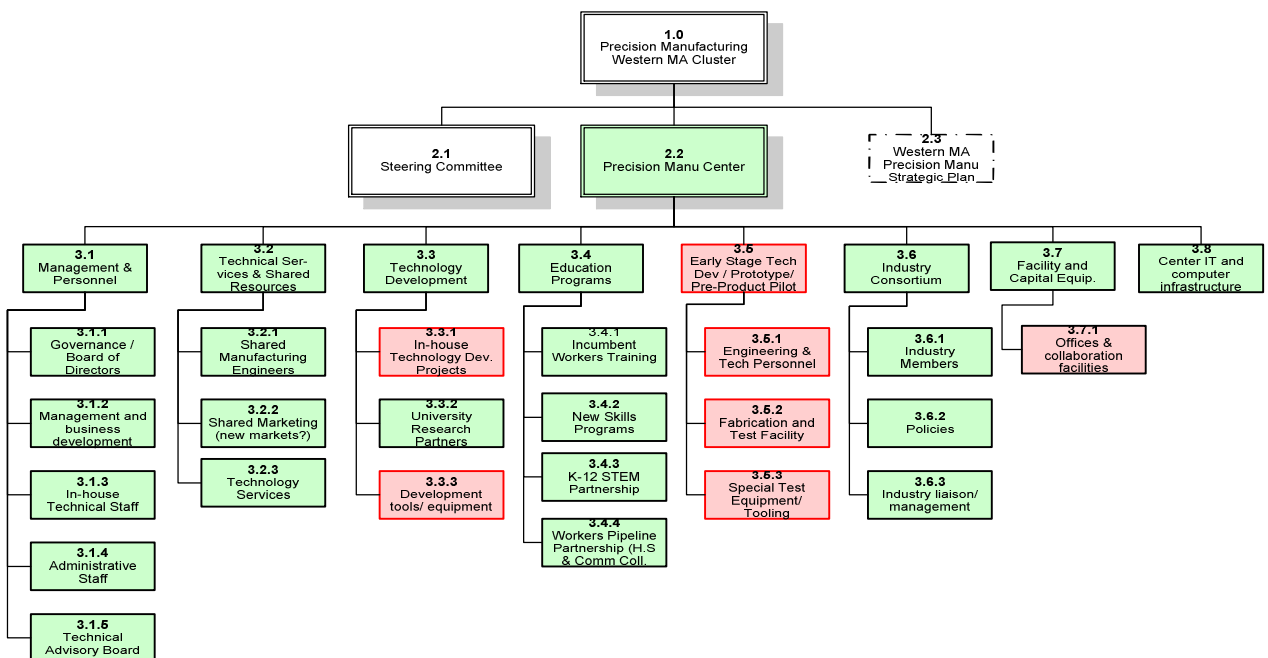 1.0
Precision Manufacturing
Western MA Cluster
2.1
Steering Committee
2.2
Precision Manu Center
2.3
Western MA
Precision Manu
Strategic Plan
3.1
Management &
Personnel
3.2
Technical Ser-
vices & Shared
Resources
3.3
Technology
Development
3.4
Education
Programs
3.5
Early Stage Tech
Dev / Prototype/
Pre-Product Pilot
3.6
Industry
Consortium
3.7
Facility and
Capital Equip.
3.8
Center IT and
computer
infrastructure
3.1.1
Governance /
Board of
Directors
3.1.2
Management and
business
development
3.1.3
In-house
Technical Staff
3.1.4
Administrative
Staff
3.1.5
Technical
Advisory Board
3.2.1
Shared
Manufacturing
Engineers
3.2.2
Shared Marketing
(new markets?)
3.2.3
Technology
Services
3.3.1
In-house
Technology Dev.
Projects
3.3.2
University
Research
Partners
3.3.3
Development
tools/ equipment
3.4.1
Incumbent
Workers Training
3.4.2
New Skills
Programs
3.4.3
K-12 STEM
Partnership
3.4.4
Workers Pipeline
Partnership (H.S
& Comm Coll.
3.5.1
Engineering &
Tech Personnel
3.5.2
Fabrication and
Test Facility
3.5.3
Special Test
Equipment/
Tooling
3.6.1
Industry
Members
3.6.2
Policies
3.6.3
Industry liaison/
management
3.7.1
Offices &
collaboration
facilities